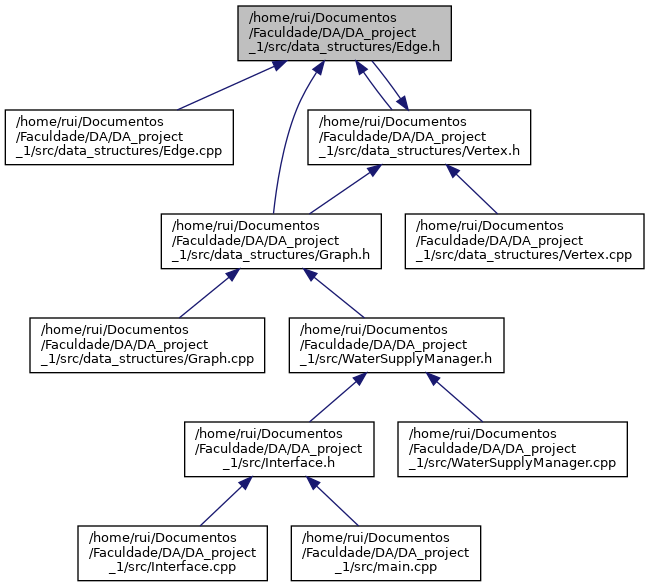 /home/rui/Documentos
/Faculdade/DA/DA_project
_1/src/data_structures/Edge.h
/home/rui/Documentos
/Faculdade/DA/DA_project
_1/src/data_structures/Edge.cpp
/home/rui/Documentos
/Faculdade/DA/DA_project
_1/src/data_structures/Vertex.h
/home/rui/Documentos
/Faculdade/DA/DA_project
_1/src/data_structures/Graph.h
/home/rui/Documentos
/Faculdade/DA/DA_project
_1/src/data_structures/Vertex.cpp
/home/rui/Documentos
/Faculdade/DA/DA_project
_1/src/data_structures/Graph.cpp
/home/rui/Documentos
/Faculdade/DA/DA_project
_1/src/WaterSupplyManager.h
/home/rui/Documentos
/Faculdade/DA/DA_project
_1/src/Interface.h
/home/rui/Documentos
/Faculdade/DA/DA_project
_1/src/WaterSupplyManager.cpp
/home/rui/Documentos
/Faculdade/DA/DA_project
_1/src/Interface.cpp
/home/rui/Documentos
/Faculdade/DA/DA_project
_1/src/main.cpp